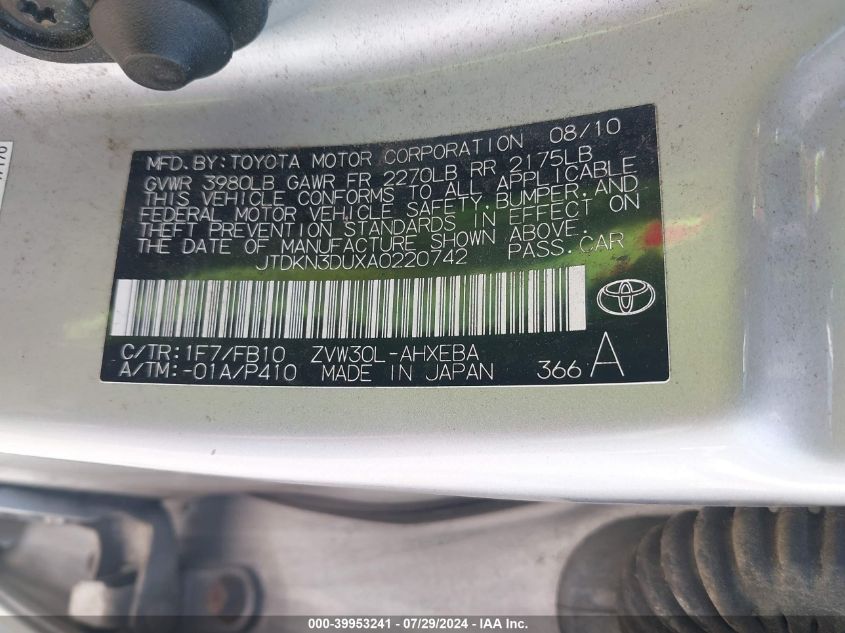 MFD. BY: TOYOTA MOTOR CORPORATION 08/10
GVWR 3980LB GAWR FR 2270LB RR 2175LB
THIS VEHICLE CONFORMS TO ALL APPLICABLE
FEDERAL MOTOR VEHICLE SAFETY, BUMPER, AND
THEFT PREVENTION STANDARDS IN EFFECT ON
THE DATE OF MANUFACTURE SHOWN ABOVE.
JTDKN3DUXA0220742 PASS. CAR
C/TR: 1F7/FB10 ZVW30L-AHXEBA
A/TM: -01A/P410 MADE IN JAPAN 366 A
000-39953241 - 07/29/2024 - IAA Inc.